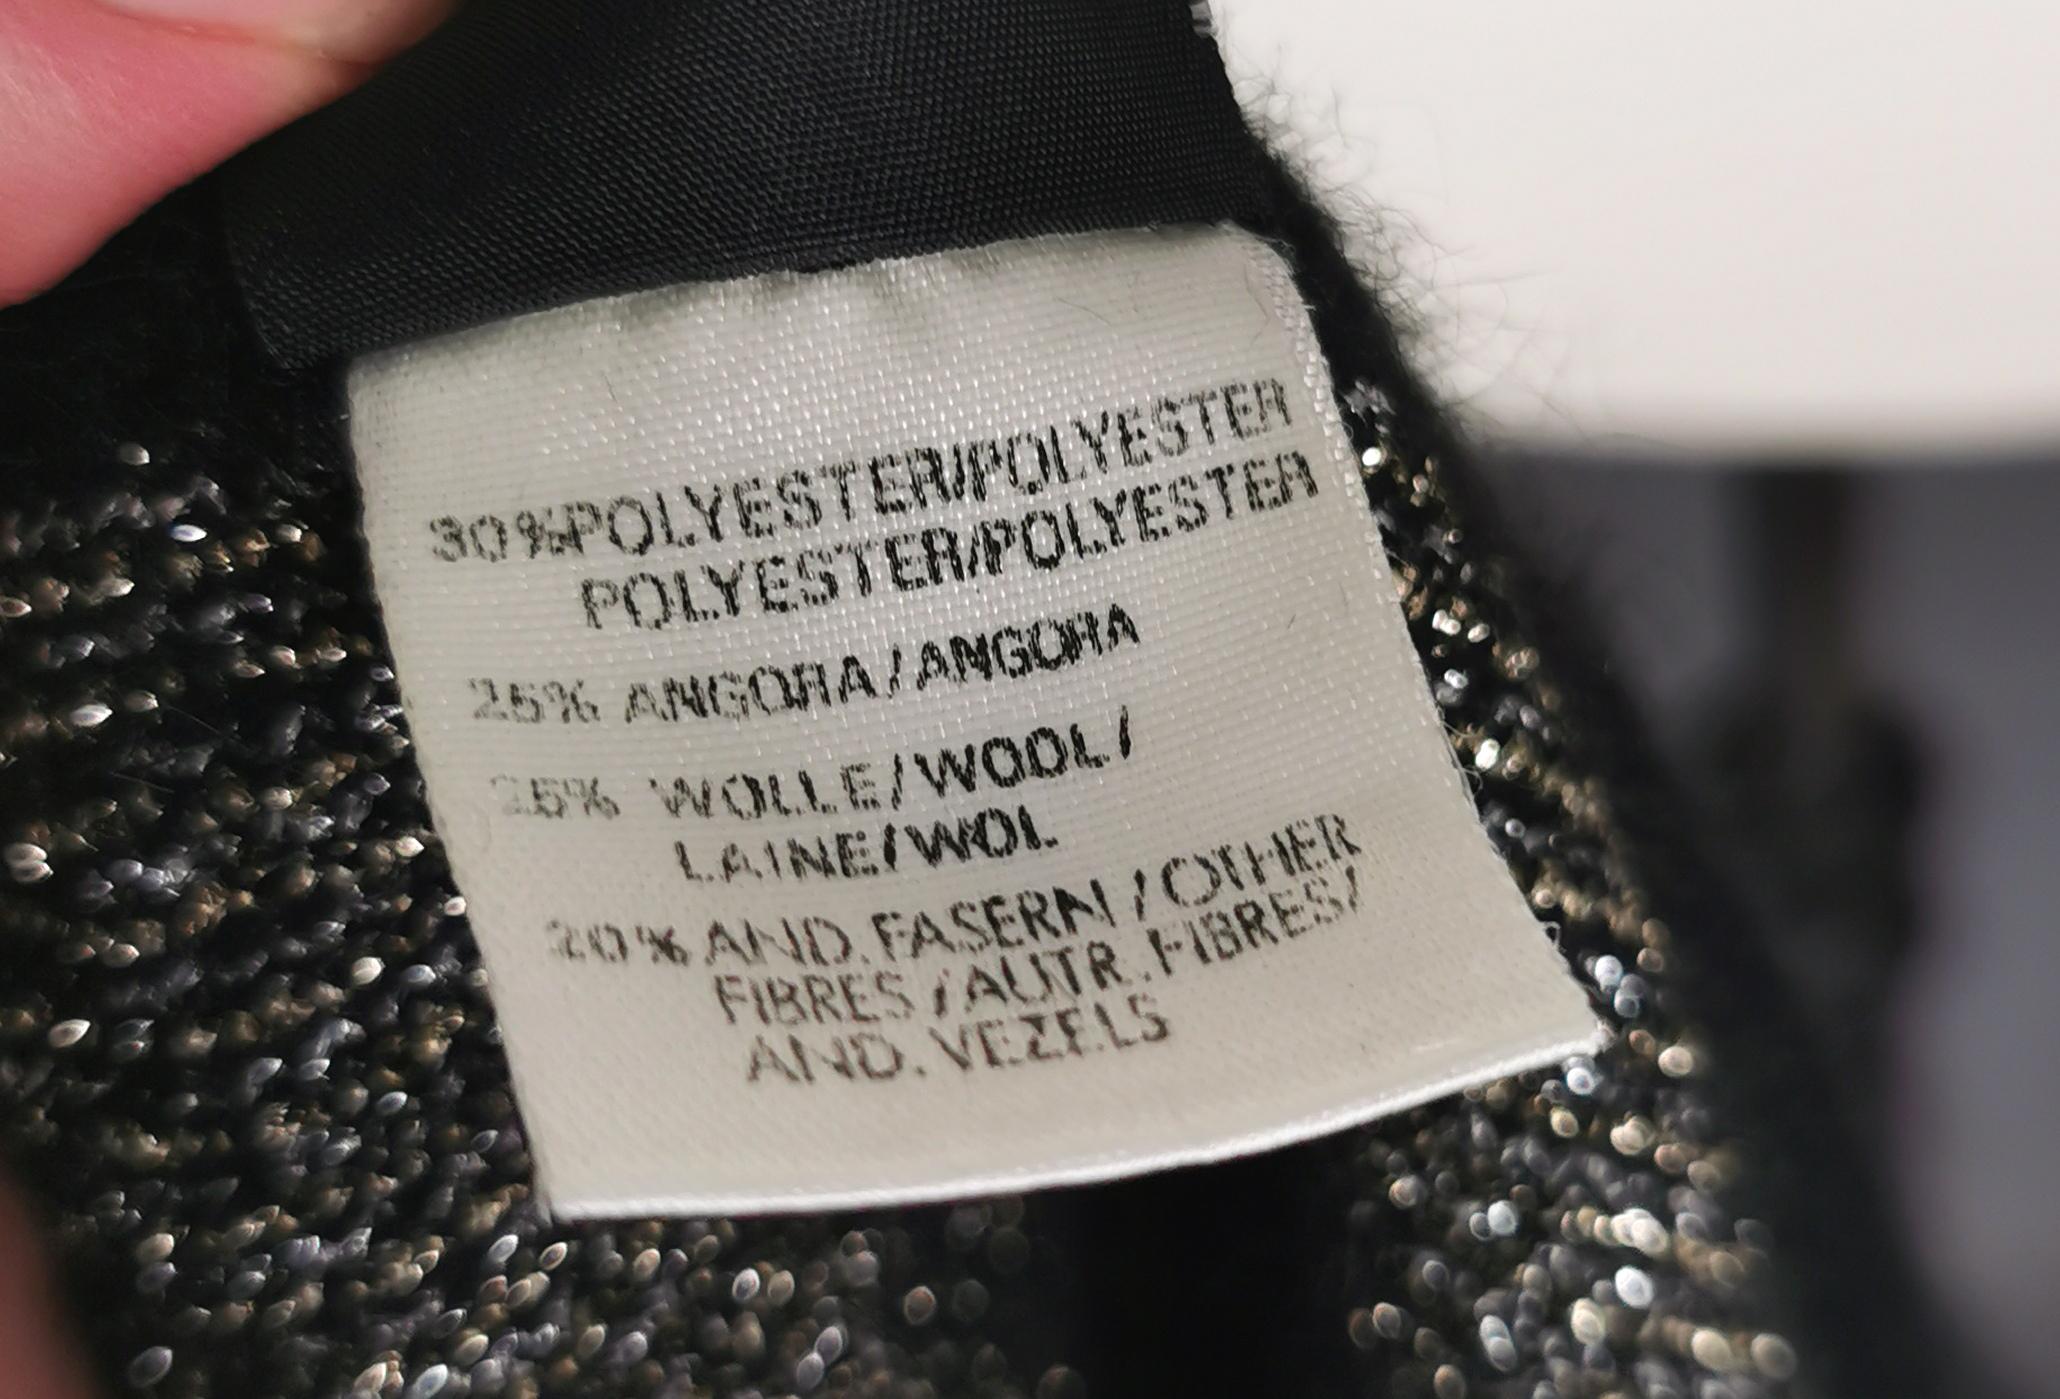 30%POLYESTER/POLYESTER
POLYESTER/POLYESTER
25% ANGORA/ANGORA
25% WOLLE/WOOL/
LAINE/WOL
20% AND.FASERN/OTHER
FIBRES/AUTR.FIBRES/
AND.VEZELS